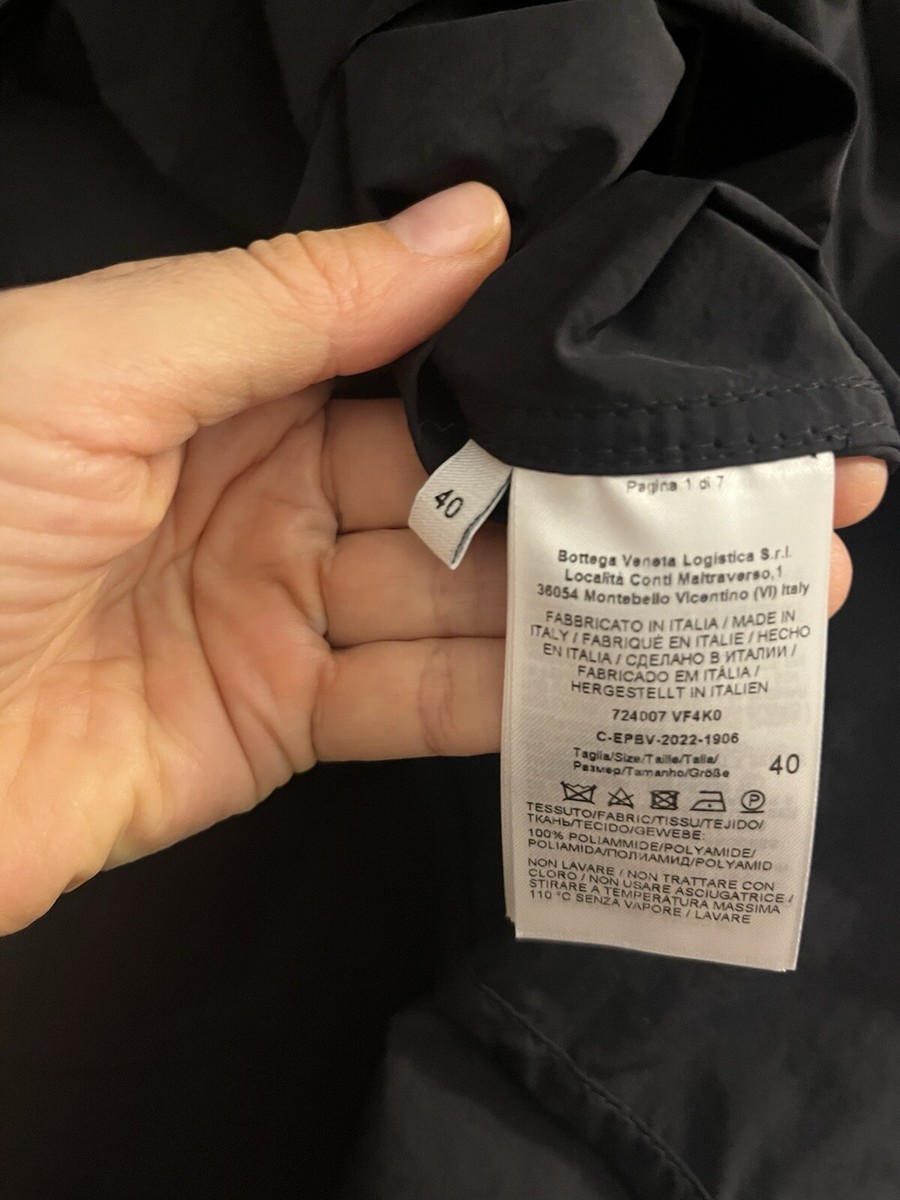 40
Pagina 1 di 7
Bottega Veneta Logistica S.r.l.
Località Conti Maltraverso,1
36054 Montebello Vicentino (VI) Italy
FABBRICATO IN ITALIA / MADE IN
ITALY / FABRIQUÉ EN ITALIE / HECHO
EN ITALIA / СДЕЛАНО В ИТАЛИИ /
FABRICADO EM ITÁLIA /
HERGESTELLT IN ITALIEN
724007 VF4K0
C-EPBV-2022-1906
Taglia/Size/Taille/Talla/
Размер/Tamanho/Größe 40
TESSUTO/FABRIC/TISSU/TEJIDO/
ТКАНЬ/TECIDO/GEWEBE:
100% POLIAMMIDE/POLYAMIDE/
POLIAMIDA/ПОЛИАМИД/POLYAMID
NON LAVARE / NON TRATTARE CON
CLORO / NON USARE ASCIUGATRICE /
STIRARE A TEMPERATURA MASSIMA
110 °C SENZA VAPORE / LAVARE